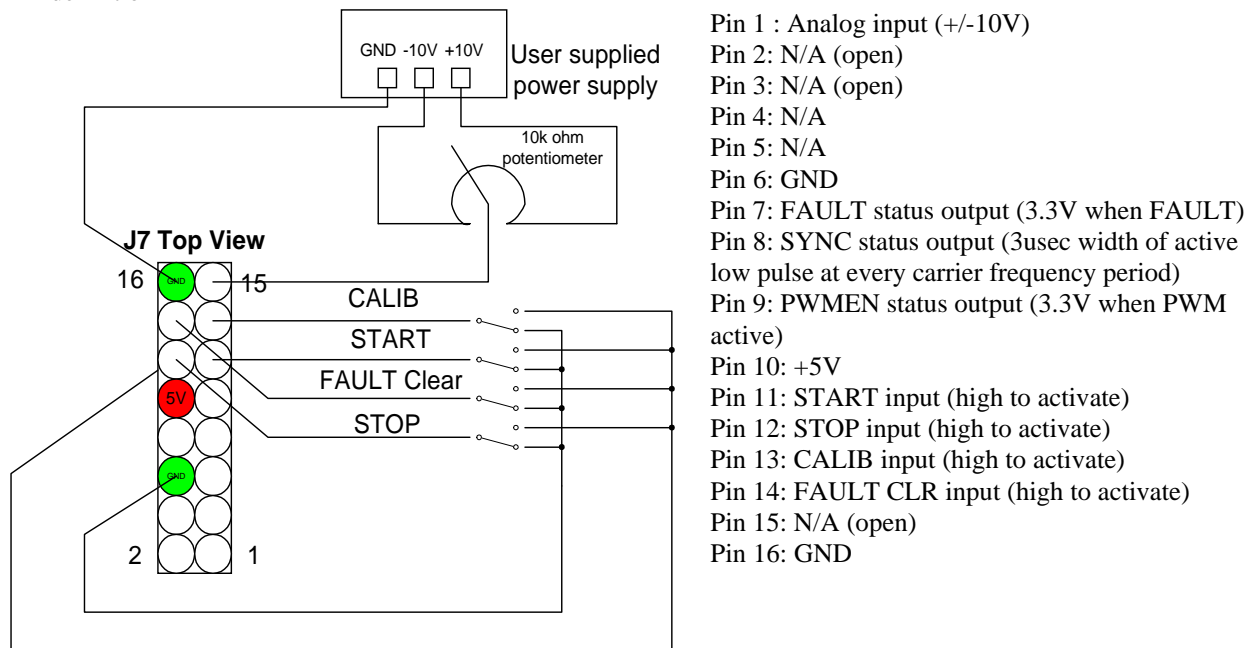 GND -10V +10V
User supplied
power supply
10k ohm
potentiometer
J7 Top View
16
GND
15
CALIB
START
FAULT Clear
STOP
5V
GND
2
1
Pin 1 : Analog input (+/-10V)
Pin 2: N/A (open)
Pin 3: N/A (open)
Pin 4: N/A
Pin 5: N/A
Pin 6: GND
Pin 7: FAULT status output (3.3V when FAULT)
Pin 8: SYNC status output (3usec width of active
low pulse at every carrier frequency period)
Pin 9: PWMEN status output (3.3V when PWM
active)
Pin 10: +5V
Pin 11: START input (high to activate)
Pin 12: STOP input (high to activate)
Pin 13: CALIB input (high to activate)
Pin 14: FAULT CLR input (high to activate)
Pin 15: N/A (open)
Pin 16: GND